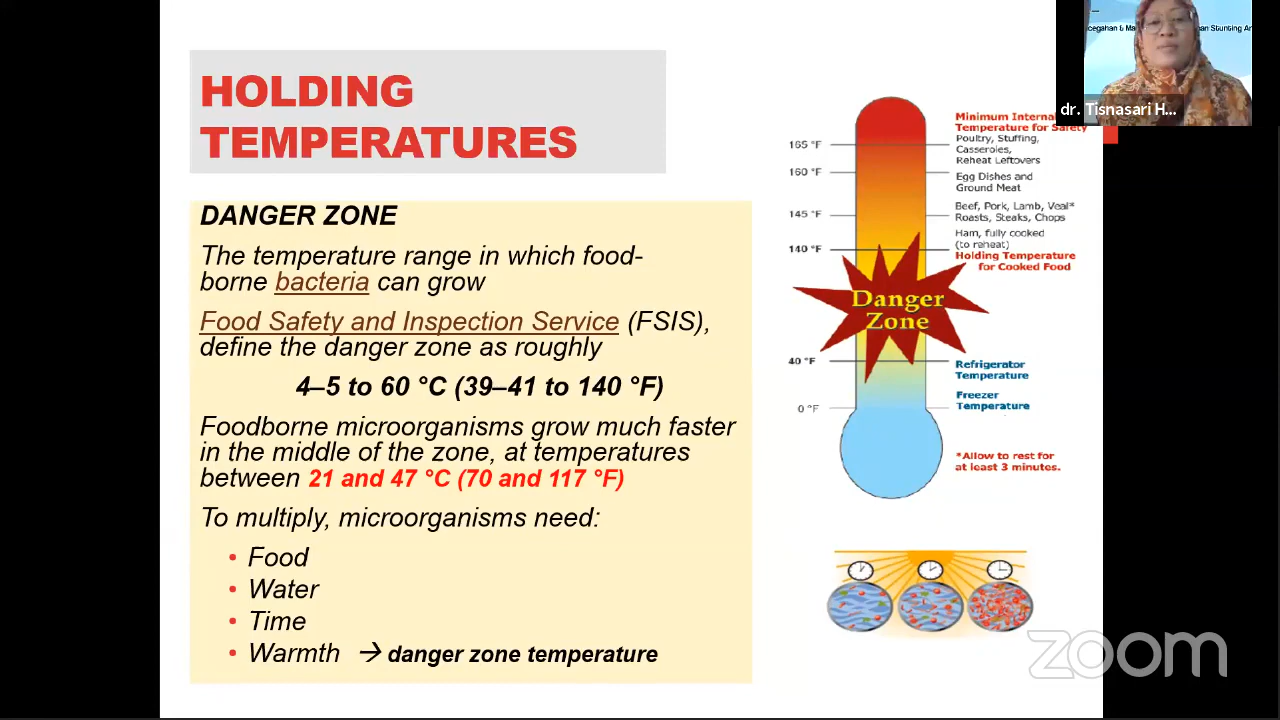 HOLDING
TEMPERATURES
DANGER ZONE
The temperature range in which food-
borne bacteria can grow
Food Safety and Inspection Service (FSIS),
define the danger zone as roughly
4–5 to 60 °C (39–41 to 140 °F)
Foodborne microorganisms grow much faster
in the middle of the zone, at temperatures
between 21 and 47 °C (70 and 117 °F)
To multiply, microorganisms need:
• Food
• Water
• Time
• Warmth → danger zone temperature
Minimum Interna
Temperature for Safety
165 °F
Poultry, Stuffing,
Casseroles,
Reheat Leftovers
160 °F
Egg Dishes and
Ground Meat
145 °F
Beef, Pork, Lamb, Veal*
Roasts, Steaks, Chops
140 °F
Ham, fully cooked
(to reheat)
Holding Temperature
for Cooked Food
Danger
Zone
40 °F
Refrigerator
Temperature
0 °F
Freezer
Temperature
*Allow to rest for
at least 3 minutes.
Stunting
dr. Tisnasari H...
zoom